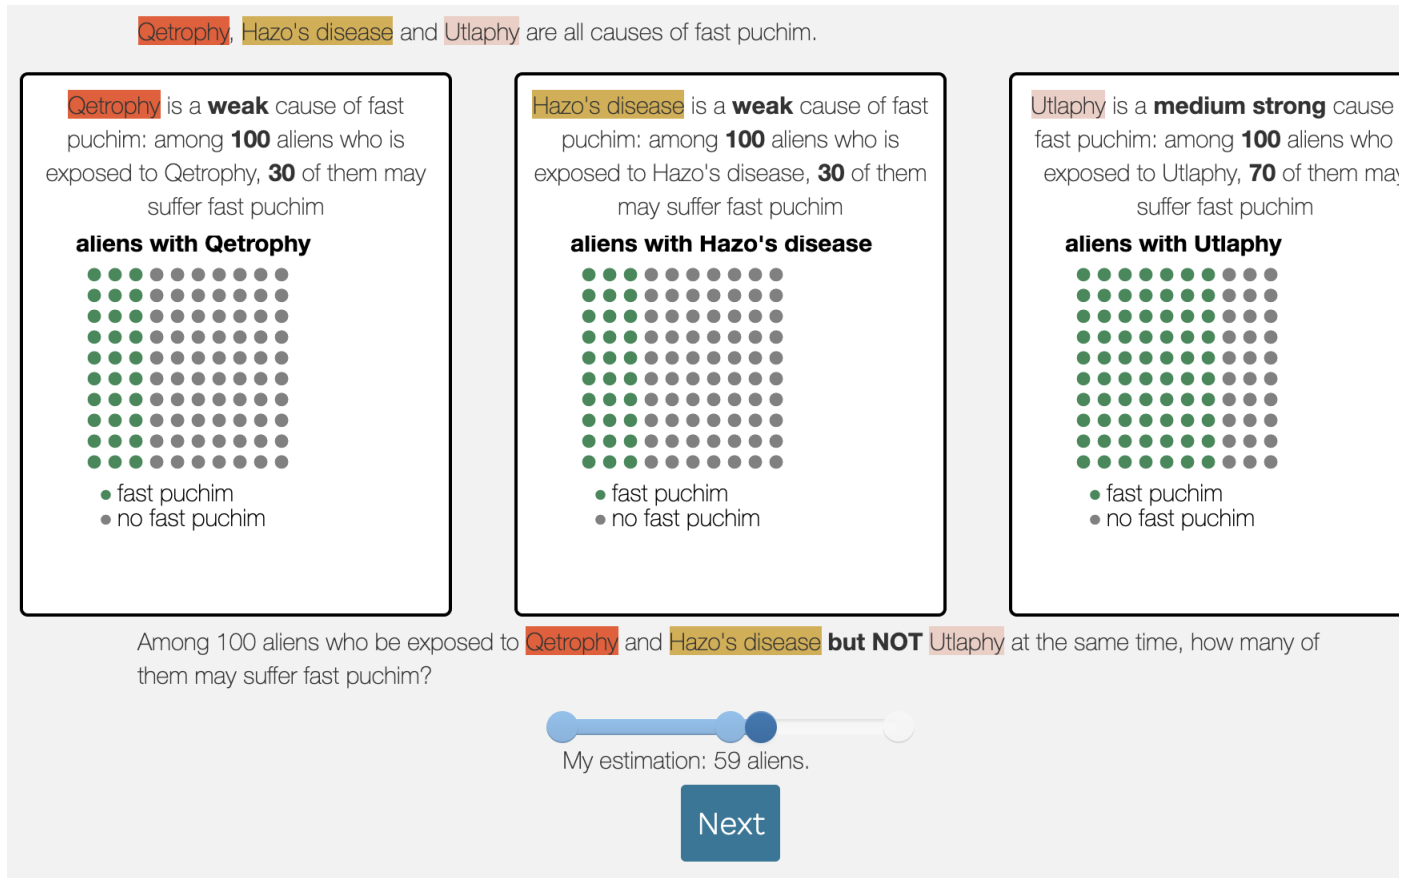 Qetrophy, Hazo's disease and Utlaphy are all causes of fast puchim.
Qetrophy is a weak cause of fast
puchim: among 100 aliens who is
exposed to Qetrophy, 30 of them may
suffer fast puchim
aliens with Qetrophy
fast puchim
no fast puchim
Hazo's disease is a weak cause of fast
puchim: among 100 aliens who is
exposed to Hazo's disease, 30 of them
may suffer fast puchim
aliens with Hazo's disease
fast puchim
no fast puchim
Utlaphy is a medium strong cause
fast puchim: among 100 aliens who
exposed to Utlaphy, 70 of them may
suffer fast puchim
aliens with Utlaphy
fast puchim
no fast puchim
Among 100 aliens who be exposed to Qetrophy and Hazo's disease but NOT Utlaphy at the same time, how many of
them may suffer fast puchim?
My estimation: 59 aliens.
Next